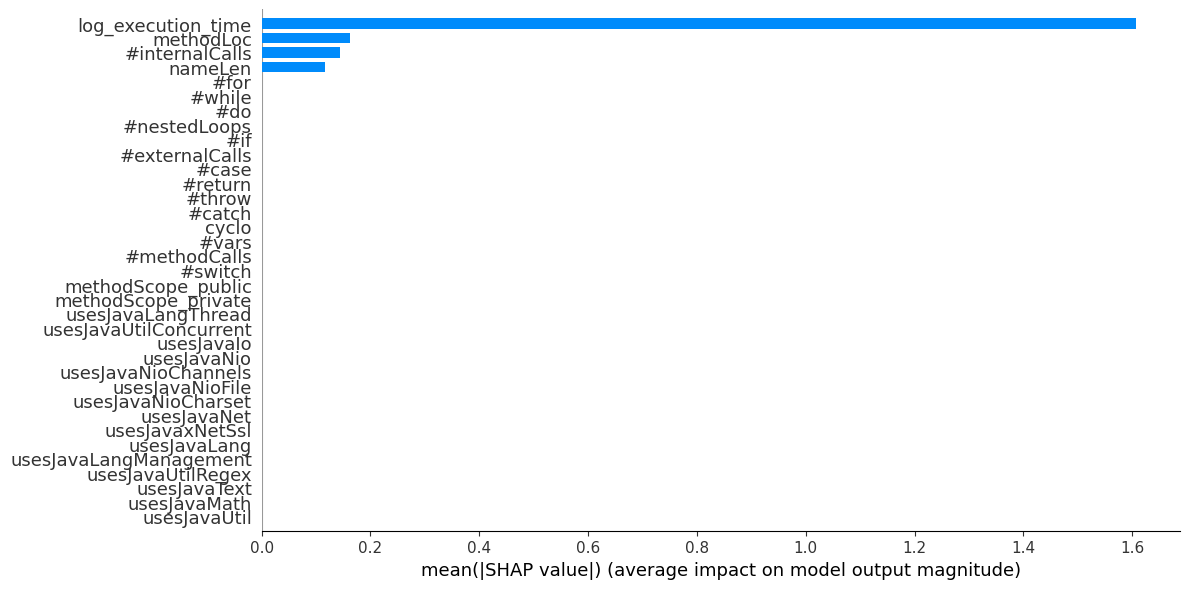 log_execution_time
methodLoc
#internalCalls
nameLen
#for
#while
#do
#nestedLoops
#if
#externalCalls
#case
#return
#throw
#catch
cyclo
#vars
#methodCalls
#switch
methodScope_public
methodScope_private
usesJavaLangThread
usesJavaUtilConcurrent
usesJavaIo
usesJavaNio
usesJavaNioChannels
usesJavaNioFile
usesJavaNioCharset
usesJavaNet
usesJavaxNetSsl
usesJavaLang
usesJavaLangManagement
usesJavaUtilRegex
usesJavaText
usesJavaMath
usesJavaUtil
0.0 0.2 0.4 0.6 0.8 1.0 1.2 1.4 1.6
mean(|SHAP value|) (average impact on model output magnitude)